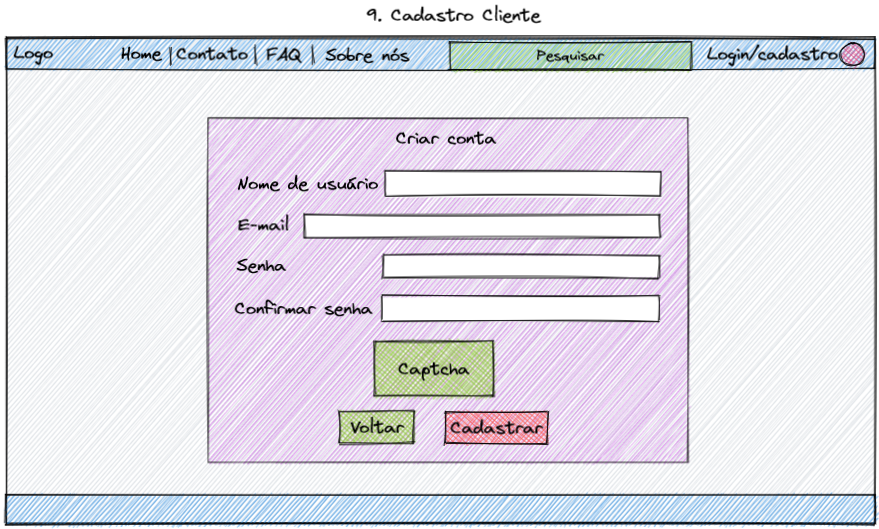 9. Cadastro Cliente
Logo Home | Contato | FAQ | Sobre nós Pesquisar Login/cadastro
Criar conta
Nome de usuário
E-mail
Senha
Confirmar senha
Captcha
Voltar Cadastrar